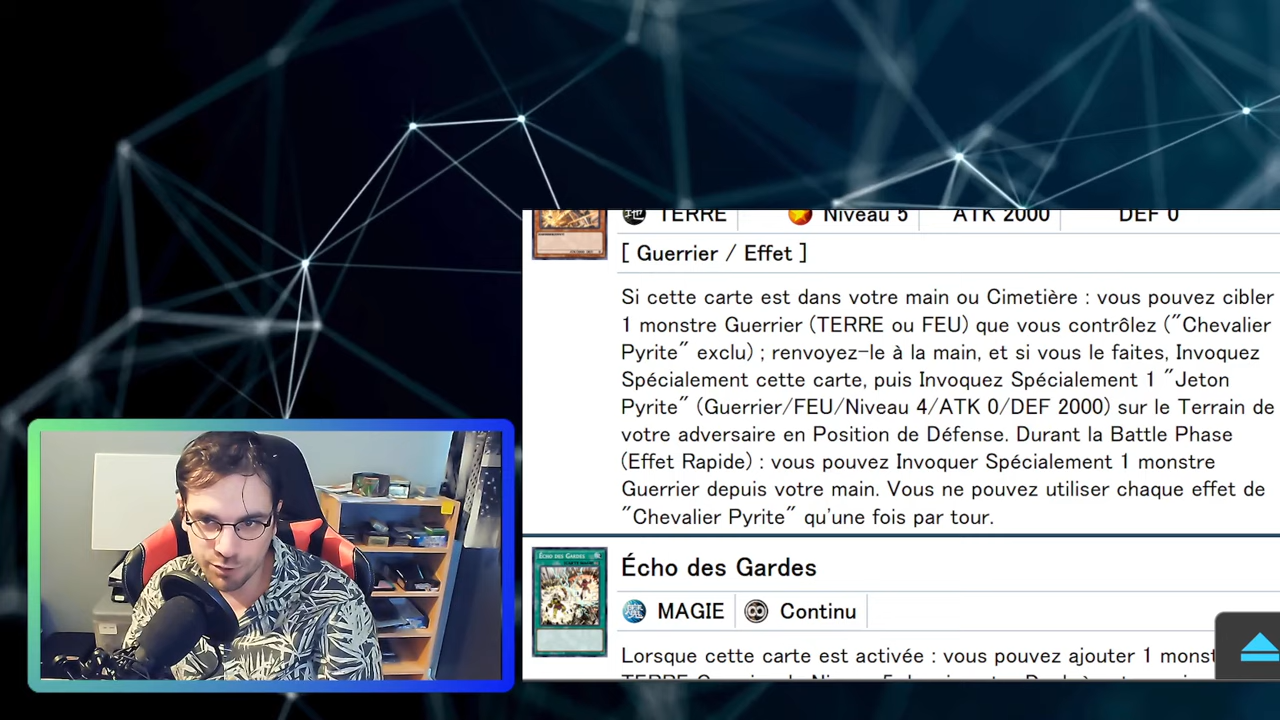 TERRE Niveau 5 ATK 2000 DEF 0
[ Guerrier / Effet ]
Si cette carte est dans votre main ou Cimetière : vous pouvez cibler
1 monstre Guerrier (TERRE ou FEU) que vous contrôlez ("Chevalier
Pyrite" exclu) ; renvoyez-le à la main, et si vous le faites, Invoquez
Spécialement cette carte, puis Invoquez Spécialement 1 "Jeton
Pyrite" (Guerrier/FEU/Niveau 4/ATK 0/DEF 2000) sur le Terrain de
votre adversaire en Position de Défense. Durant la Battle Phase
(Effet Rapide) : vous pouvez Invoquer Spécialement 1 monstre
Guerrier depuis votre main. Vous ne pouvez utiliser chaque effet de
"Chevalier Pyrite" qu'une fois par tour.
Écho des Gardes
Écho des Gardes
MAGIE Continu
Lorsque cette carte est activée : vous pouvez ajouter 1